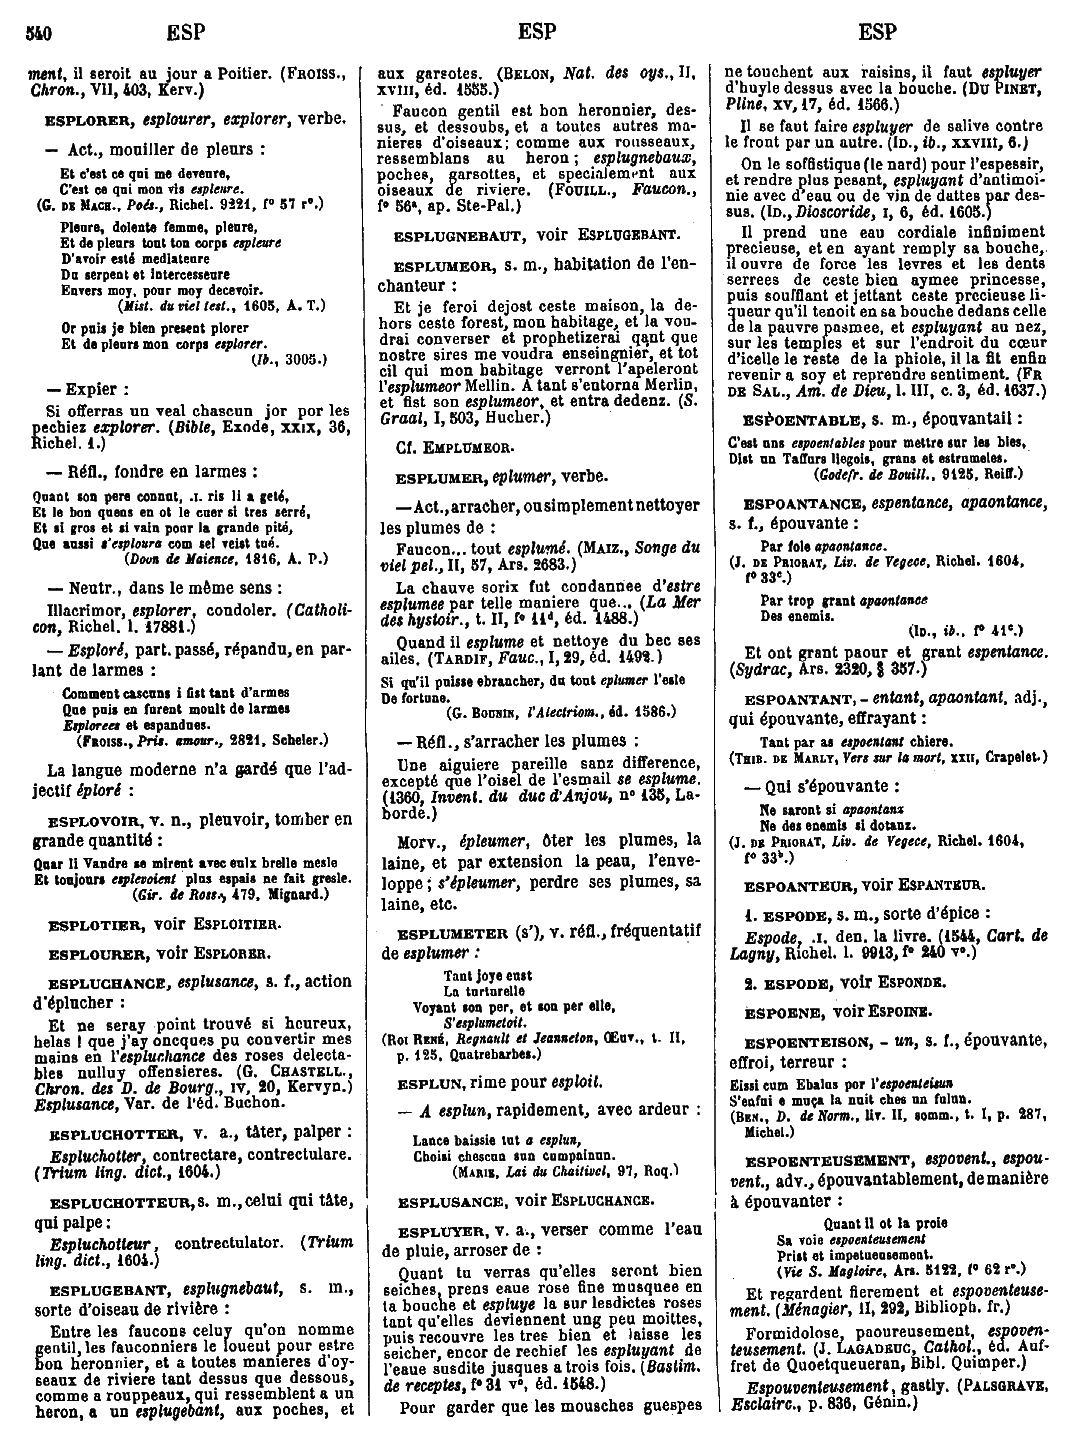 540 ESP ESP ESP
ment, il seroit au jour a Poitier. (FROISS.,
Chron., VII, 403, Kerv.)
ESPLORER, esplourer, explorer, verbe.
— Act., mouiller de pleurs :
Et c'est ce qui me deveure,
C'est ce qui mon vis espleure.
(G. DE MACH., Poés., Richel. 9221, f° 57 r°.)
Pleure, dolente femme, pleure,
Et de pleurs tout ton corps espleure
D'avoir esté mediateure
Du serpent et intercesseure
Envers moy, pour moy decevoir.
(Mist. du viel test., 1605, A. T.)
Or puis je bien present plorer
Et de pleurs mon corps esplorer.
(Ib., 3005.)
— Expier :
Si offerras un veal chascun jor por les
pechiez explorer. (Bible, Exode, XXIX, 36,
Richel. 1.)
— Réfl., fondre en larmes :
Quant son pere connut, .I. ris li a geté,
Et le bon quens en ot le cuer si tres serré,
Et si gros et si vain pour la grande pité,
Que aussi s'esploura com sel veist tué.
(Doon de Maience, 1816, A. P.)
— Neutr., dans le même sens :
Illacrimor, esplorer, condoler. (Catholi-
con, Richel. l. 17881.)
— Esploré, part. passé, répandu, en par-
lant de larmes :
Comment cascuns i fist tant d'armes
Que puis en furent moult de larmes
Esplorees et espandues.
(FROISS., Pris. amour., 2821, Scheler.)
La langue moderne n'a gardé que l'ad-
jectif éploré :
ESPLOVOIR, v. n., pleuvoir, tomber en
grande quantité :
Quar li Vandre se mirent avec eulx brelle mesle
Et toujours esplevoient plus espais ne fait gresle.
(Gir. de Ross., 479, Mignard.)
ESPLOTIER, voir ESPLOITIER.
ESPLOURER, voir ESPLORER.
ESPLUCHANCE, esplusance, s. f., action
d'éplucher :
Et ne seray point trouvé si heureux,
helas ! que j'ay oncques pu convertir mes
mains en l'espluchance des roses delecta-
bles nulluy offensieres. (G. CHASTELL.,
Chron. des D. de Bourg., IV, 20, Kervyn.)
Esplusance, Var. de l'éd. Buchon.
ESPLUCHOTTER, v. a., tâter, palper :
Espluchotter, contrectare, contrectulare.
(Trium ling. dict., 1604.)
ESPLUCHOTTEUR, s. m., celui qui tâte,
qui palpe :
Espluchotteur, contrectulator. (Trium
ling. dict., 1604.)
ESPLUGEBANT, esplugnebaut, s. m.,
sorte d'oiseau de rivière :
Entre les faucons celuy qu'on nomme
gentil, les fauconniers le louent pour estre
bon heronnier, et a toutes manieres d'oy-
seaux de riviere tant dessus que dessous,
comme a rouppeaux, qui ressemblent a un
heron, a un esplugebant, aux poches, et
aux garsotes. (BELON, Nat. des oys., II,
XVIII, éd. 1555.)
Faucon gentil est bon heronnier, des-
sus, et dessoubs, et a toutes autres ma-
nieres d'oiseaux; comme aux rousseaux,
ressemblans au heron ; esplugnebaux,
poches, garsottes, et specialement aux
oiseaux de riviere. (FOUILL., Faucon.,
f° 56ª, ap. Ste-Pal.)
ESPLUGNEBAUT, voir ESPLUGEBANT.
ESPLUMEOR, s. m., habitation de l'en-
chanteur :
Et je feroi dejost ceste maison, la de-
hors ceste forest, mon habitage, et la vou-
drai converser et prophetizerai qant que
nostre sires me voudra enseingnier, et tot
cil qui mon habitage verront l'apeleront
l'esplumeor Mellin. A tant s'entorna Merlin,
et fist son esplumeor, et entra dedenz. (S.
Graal, I, 503, Hucher.)
Cf. EMPLUMEOR.
ESPLUMER, eplumer, verbe.
— Act., arracher, ou simplement nettoyer
les plumes de :
Faucon... tout esplumé. (MAIZ., Songe du
viel pel., II, 57, Ars. 2683.)
La chauve sorix fut condannee d'estre
esplumee par telle maniere que... (La Mer
des hystoir., t. II, f° 11ᵈ, éd. 1488.)
Quand il esplume et nettoye du bec ses
ailes. (TARDIF, Fauc., I, 29, éd. 1492.)
Si qu'il puisse ebrancher, du tout eplumer l'esle
De fortune.
(G. BOUNIN, l'Alectriom., éd. 1586.)
— Réfl., s'arracher les plumes :
Une aiguiere pareille sanz difference,
excepté que l'oisel de l'esmail se esplume.
(1360, Invent. du duc d'Anjou, n° 135, La-
borde.)
Morv., épleumer, ôter les plumes, la
laine, et par extension la peau, l'enve-
loppe ; s'épleumer, perdre ses plumes, sa
laine, etc.
ESPLUMETER (s'), v. réfl., fréquentatif
de esplumer :
Tant joye eust
La turturelle
Voyant son per, et son per elle,
S'esplumetoit.
(ROI RENÉ, Regnault et Jeanneton, Œuv., t. II,
p. 125, Quatrebarbes.)
ESPLUN, rime pour esploit.
— A esplun, rapidement, avec ardeur :
Lance baissie tut a esplun,
Choisi chescun sun cumpainun.
(MARIE, Lai du Chaitivel, 97, Roq.)
ESPLUSANCE, voir ESPLUCHANCE.
ESPLUYER, v. a., verser comme l'eau
de pluie, arroser de :
Quant tu verras qu'elles seront bien
seiches, prens eaue rose fine musquee en
ta bouche et espluye la sur lesdictes roses
tant qu'elles deviennent ung peu moittes,
puis recouvre les tres bien et laisse les
seicher, encor de rechief les espluyant de
l'eaue susdite jusques a trois fois. (Bastim.
de receptes, f° 31 v°, éd. 1548.)
Pour garder que les mousches guespes
ne touchent aux raisins, il faut espluyer
d'huyle dessus avec la bouche. (DU PINET,
Pline, XV, 17, éd. 1566.)
Il se faut faire espluyer de salive contre
le front par un autre. (ID., ib., XXVIII, 6.)
On le soffistique (le nard) pour l'espessir,
et rendre plus pesant, espluyant d'antimoi-
nie avec d'eau ou de vin de dattes par des-
sus. (ID., Dioscoride, I, 6, éd. 1605.)
Il prend une eau cordiale infiniment
precieuse, et en ayant remply sa bouche,
il ouvre de force les levres et les dents
serrees de ceste bien aymee princesse,
puis soufflant et jettant ceste precieuse li-
queur qu'il tenoit en sa bouche dedans celle
de la pauvre pasmee, et espluyant au nez,
sur les temples et sur l'endroit du cœur
d'icelle le reste de la phiole, il la fit enfin
revenir a soy et reprendre sentiment. (FR
DE SAL., Am. de Dieu, l. III, c. 3, éd. 1637.)
ESPOENTABLE, s. m., épouvantail :
C'est uns espoentables pour mettre sur les bles,
Dist un Taffurs liegois, grans et estrumeles.
(Godefr. de Bouill., 9125, Reiff.)
ESPOANTANCE, espentance, apaontance,
s. f., épouvante :
Par fole apaontance.
(J. DE PRIORAT, Liv. de Vegece, Richel. 1604,
f° 33ᶜ.)
Par trop grant apaontance
Des enemis.
(ID., ib., f° 41ᶜ.)
Et ont grant paour et grant espentance.
(Sydrac, Ars. 2320, § 357.)
ESPOANTANT, - entant, apaontant, adj.,
qui épouvante, effrayant :
Tant par as espoentant chiere.
(THIB. DE MARLY, Vers sur la mort, XXII, Crapelet.)
— Qui s'épouvante :
Ne saront si apaontanz
Ne des enemis si dotanz.
(J. DE PRIORAT, Liv. de Vegece, Richel. 1604,
f° 33ᵇ.)
ESPOANTEUR, voir ESPANTEUR.
1. ESPODE, s. m., sorte d'épice :
Espode, .I. den. la livre. (1544, Cart. de
Lagny, Richel. l. 9913, f° 240 v°.)
2. ESPODE, voir ESPONDE.
ESPOENE, voir ESPOINE.
ESPOENTEISON, - un, s. f., épouvante,
effroi, terreur :
Eissi cum Ebalus por l'espoenteisun
S'enfui e muça la nuit ches un fulun.
(BEN., D. de Norm., liv. II, somm., t. I, p. 287,
Michel.)
ESPOENTEUSEMENT, espovent., espou-
vent., adv., épouvantablement, de manière
à épouvanter :
Quant il ot la proie
Sa voie espoenteusement
Prist et impetueusement.
(Vie S. Magloire, Ars. 5122, f° 62 r°.)
Et regardent fierement et espoventeuse-
ment. (Ménagier, II, 292, Biblioph. fr.)
Formidolose, paoureusement, espoven-
teusement. (J. LAGADEUC, Cathol., éd. Auf-
fret de Quoetqueueran, Bibl. Quimper.)
Espouventeusement, gastly. (PALSGRAVE,
Esclairc., p. 836, Génin.)